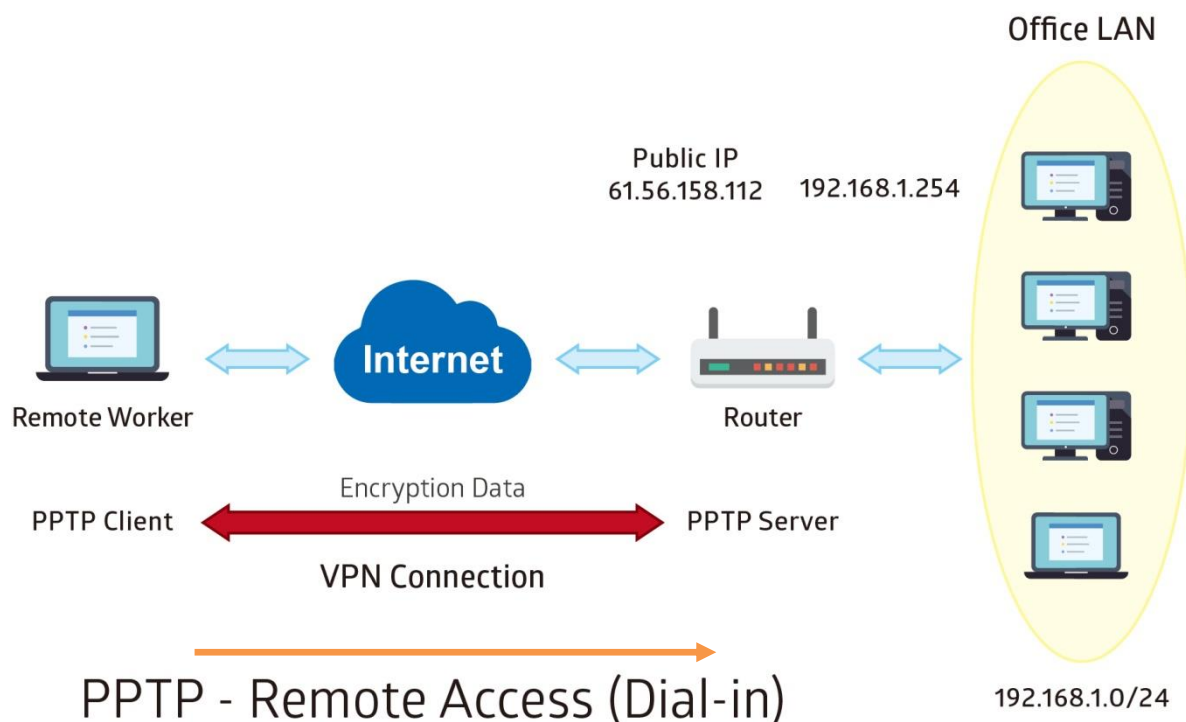 Office LAN
Public IP
61.56.158.112
192.168.1.254
Internet
Remote Worker
Router
Encryption Data
PPTP Client
PPTP Server
VPN Connection
PPTP - Remote Access (Dial-in)
192.168.1.0/24